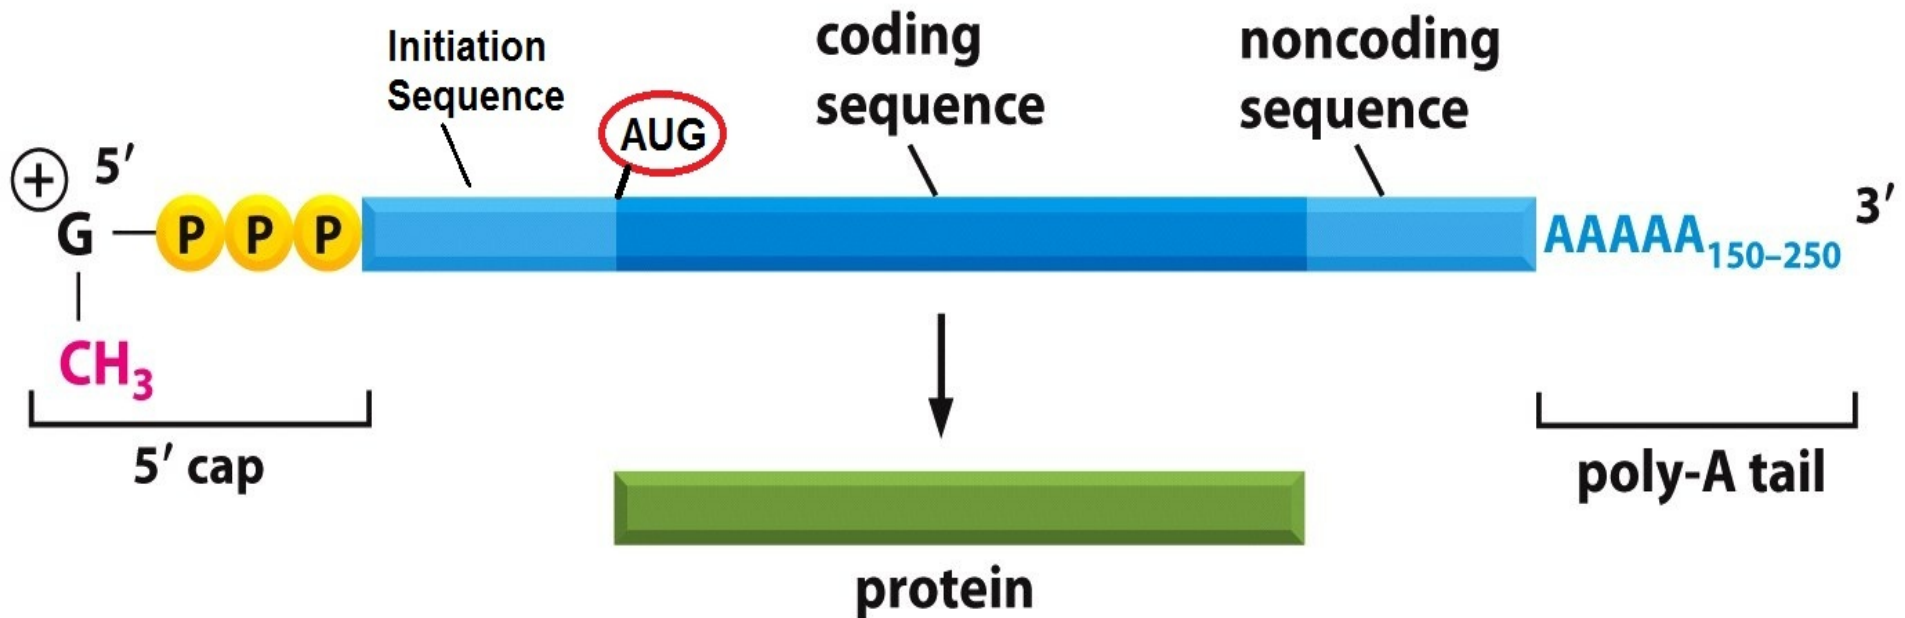 Initiation
Sequence
AUG
coding
sequence
noncoding
sequence
+
5′
G
P P P
CH3
AAAAA150–250
3′
5′ cap
poly-A tail
protein